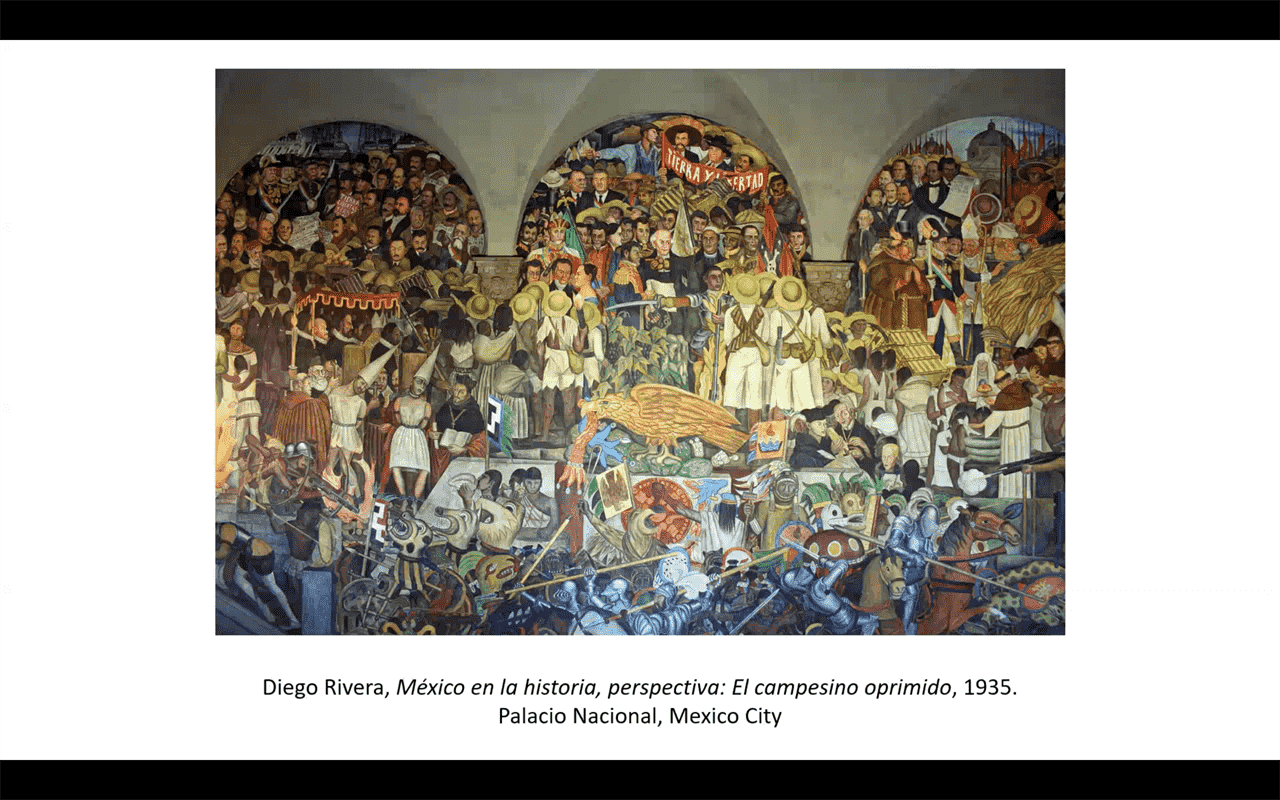 TIERRA Y LIBERTAD
Diego Rivera, México en la historia, perspectiva: El campesino oprimido, 1935.
Palacio Nacional, Mexico City